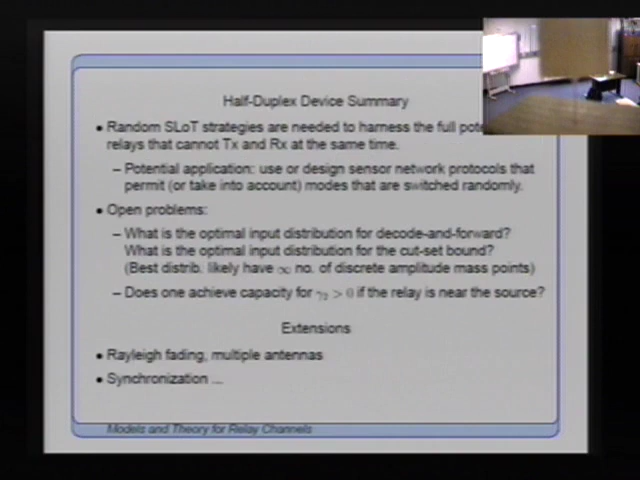 Half-Duplex Device Summary
• Random SLoT strategies are needed to harness the full
relays that cannot Tx and Rx at the same time.
– Potential application: use or design sensor network protocols that
permit (or take into account) modes that are switched randomly.
• Open problems:
– What is the optimal input distribution for decode-and-forward?
What is the optimal input distribution for the cut-set bound?
(Best distrib. likely have ∞ no. of discrete amplitude mass points)
– Does one achieve capacity for γ₂ > 0 if the relay is near the source?
Extensions
• Rayleigh fading, multiple antennas
• Synchronization ...
Models and Theory for Relay Channels